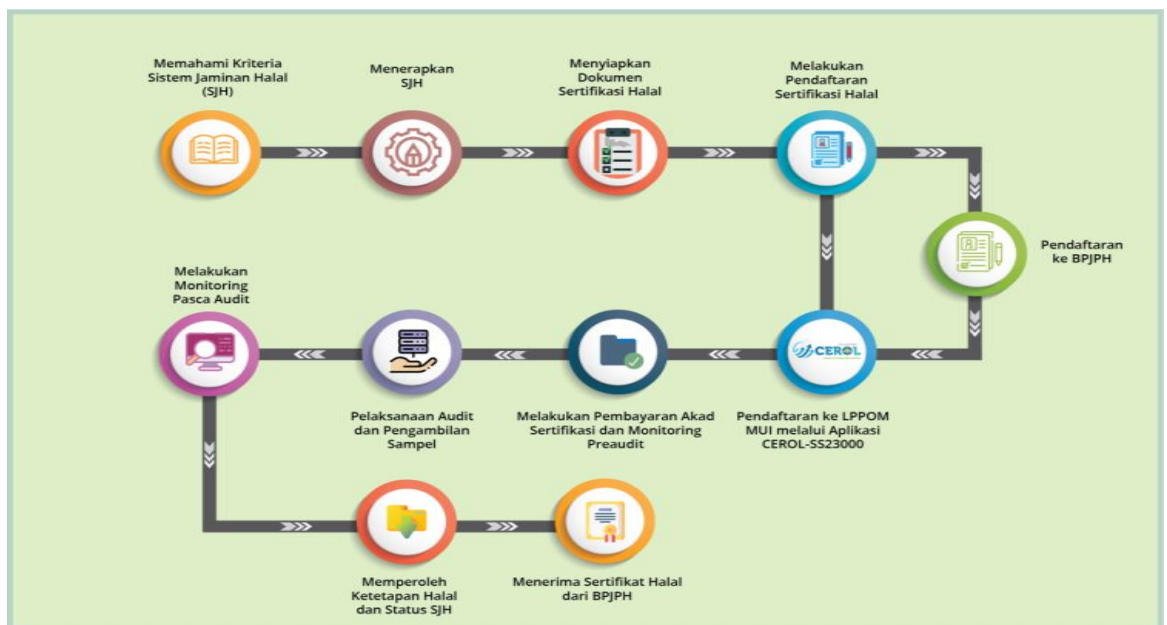 Memahami Kriteria
Sistem Jaminan Halal
(SJH)
Menerapkan
SJH
Menyiapkan
Dokumen
Sertifikasi Halal
Melakukan
Pendaftaran
Sertifikasi Halal
Pendaftaran
ke BPJPH
Melakukan
Monitoring
Pasca Audit
CEROL
Pelaksanaan Audit
dan Pengambilan
Sampel
Melakukan Pembayaran Akad
Sertifikasi dan Monitoring
Preaudit
Pendaftaran ke LPPOM
MUI melalui Aplikasi
CEROL-SS23000
Memperoleh
Ketetapan Halal
dan Status SJH
Menerima Sertifikat Halal
dari BPJPH